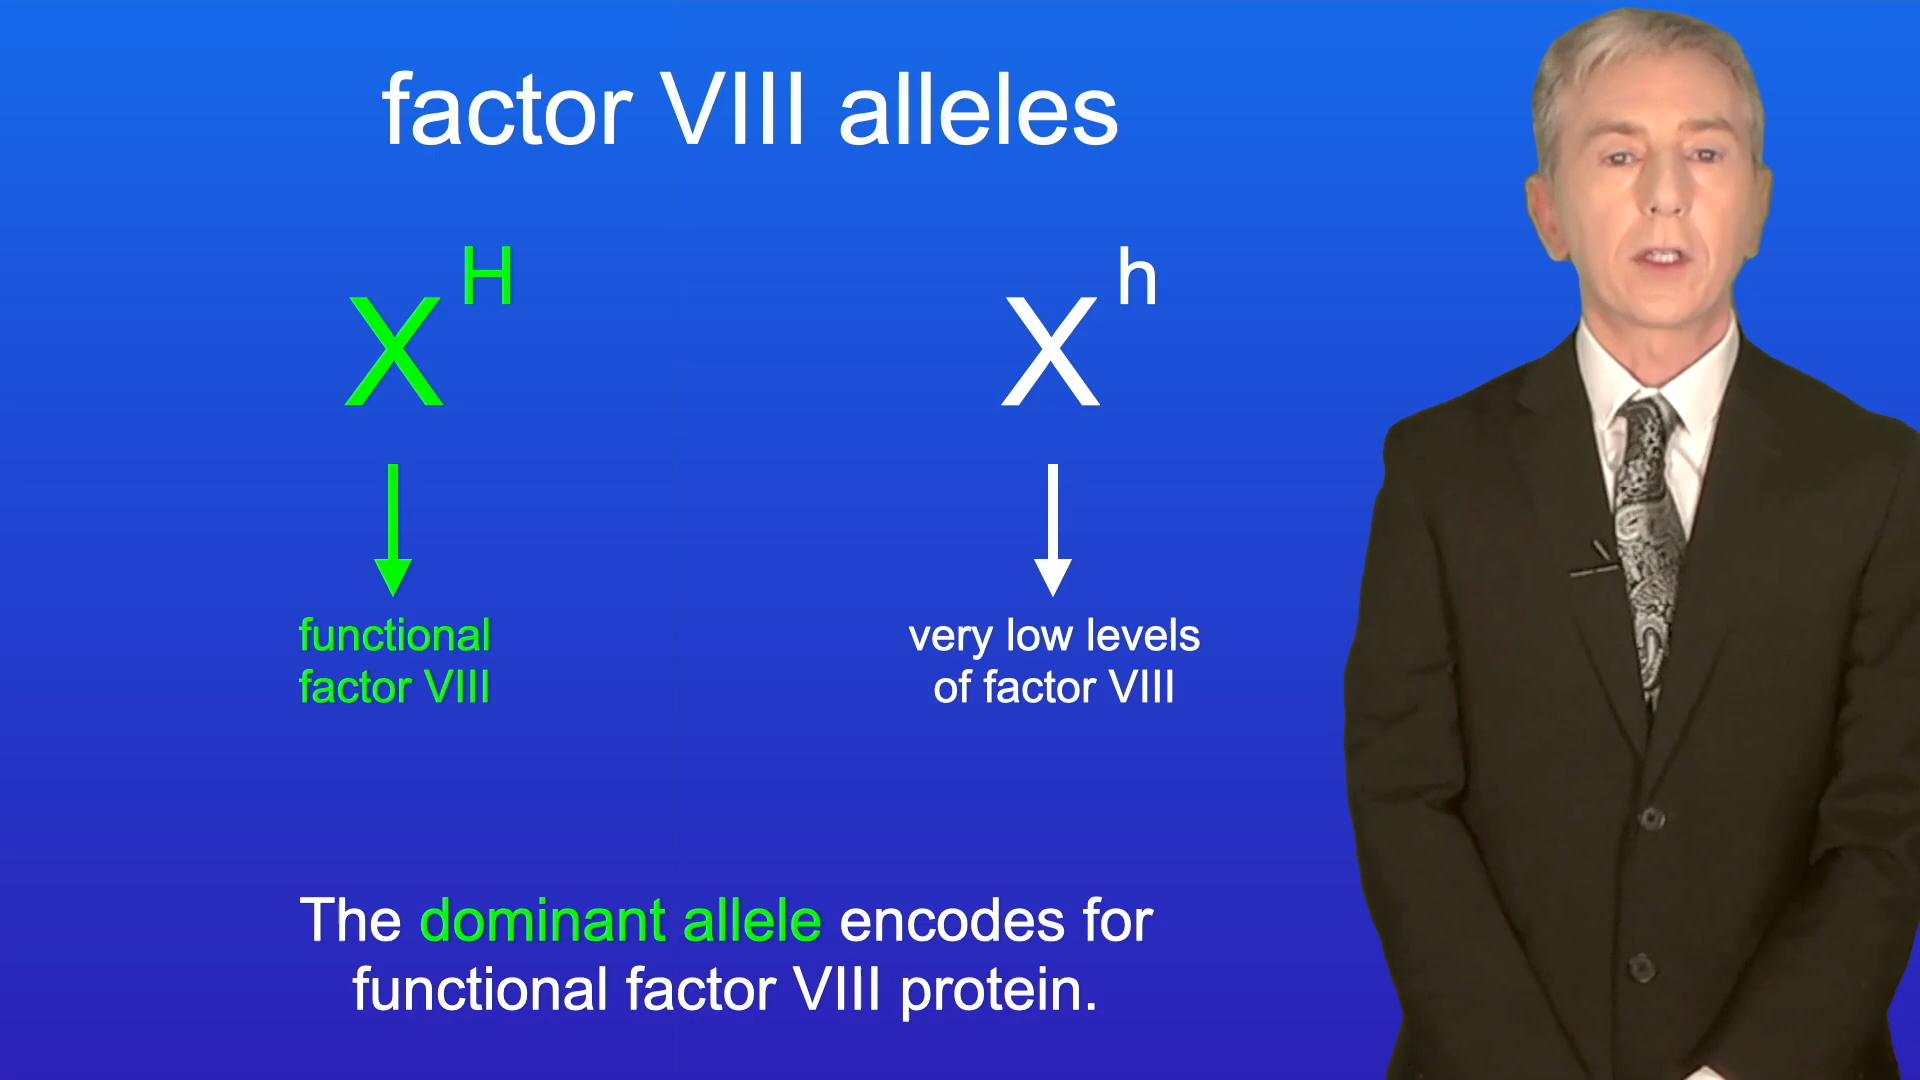 factor VIII alleles
X^H X^h
functional
factor VIII
very low levels
of factor VIII
The dominant allele encodes for
functional factor VIII protein.